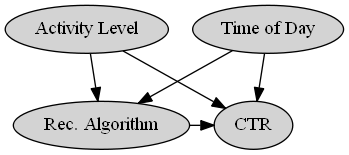 Activity Level
Time of Day
Rec. Algorithm
CTR